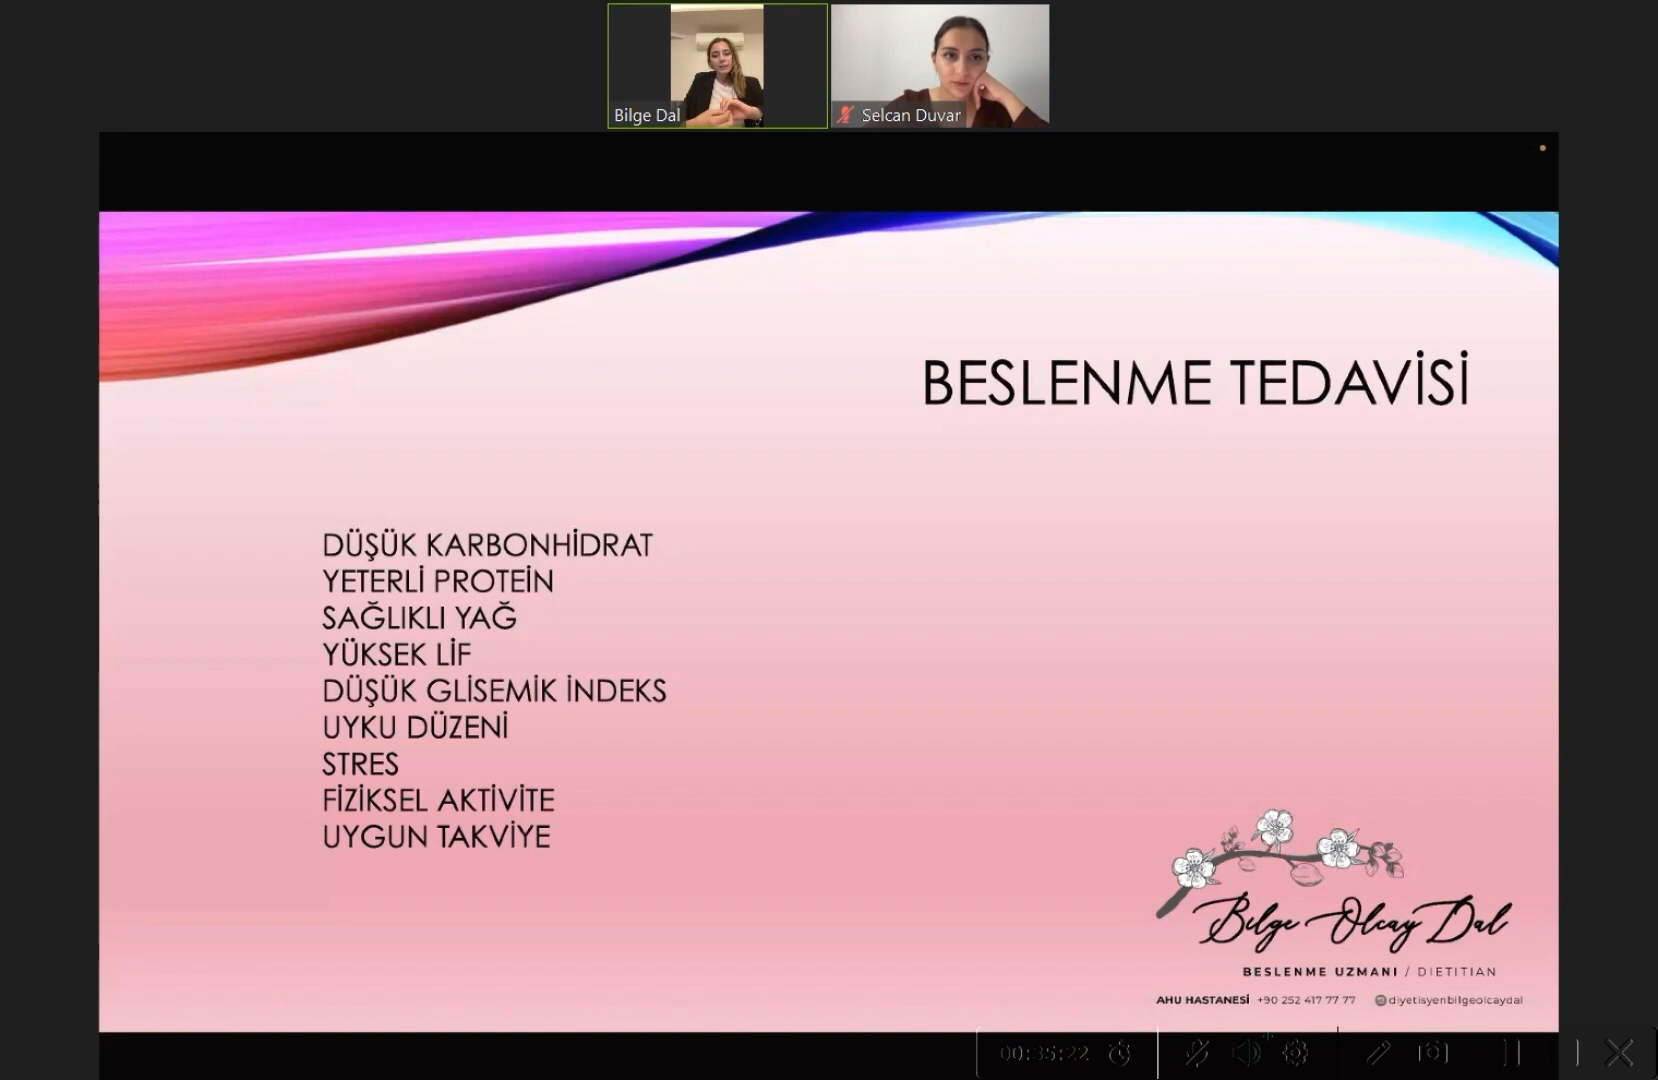 Bilge Dal
Selcan Duvar
BESLENME TEDAVİSİ
DÜŞÜK KARBONHİDRAT
YETERLİ PROTEİN
SAĞLIKLI YAĞ
YÜKSEK LİF
DÜŞÜK GLİSEMİK İNDEKS
UYKU DÜZENİ
STRES
FİZİKSEL AKTİVİTE
UYGUN TAKVİYE
Bilge Olcay Dal
BESLENME UZMANI / DIETITIAN
AHU HASTANESİ +90 252 417 77 77 diyetisyenbilgeolcaydal
00:35:22